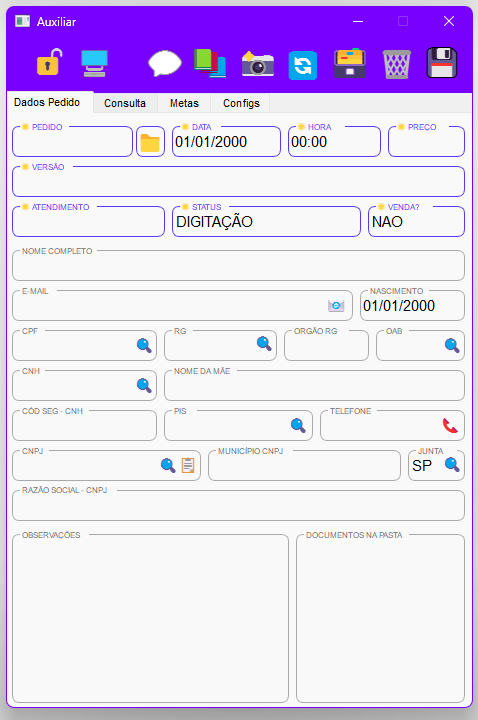 Auxiliar
Dados Pedido Consulta Metas Configs
PEDIDO DATA HORA PREÇO
01/01/2000 00:00
VERSÃO
ATENDIMENTO STATUS VENDA?
DIGITAÇÃO NAO
NOME COMPLETO
E-MAIL NASCIMENTO
01/01/2000
CPF RG ORGÃO RG OAB
CNH NOME DA MÃE
CÓD SEG - CNH PIS TELEFONE
CNPJ MUNICÍPIO CNPJ JUNTA
SP
RAZÃO SOCIAL - CNPJ
OBSERVAÇÕES DOCUMENTOS NA PASTA